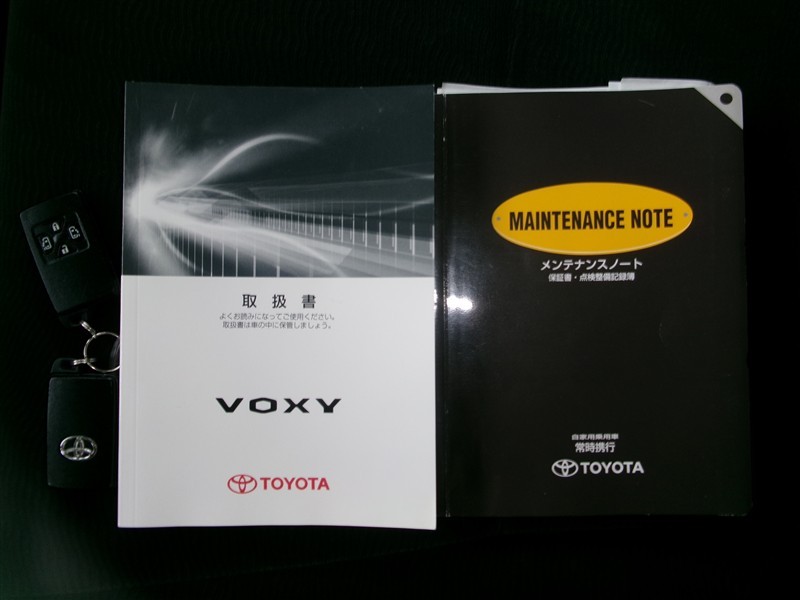 取扱書
よくお読みになってご使用ください。
取扱書は車の中に保管しましょう。
VOXY
TOYOTA
MAINTENANCE NOTE
メンテナンスノート
保証書・点検整備記録簿
自家用乗用車
常時携行
TOYOTA